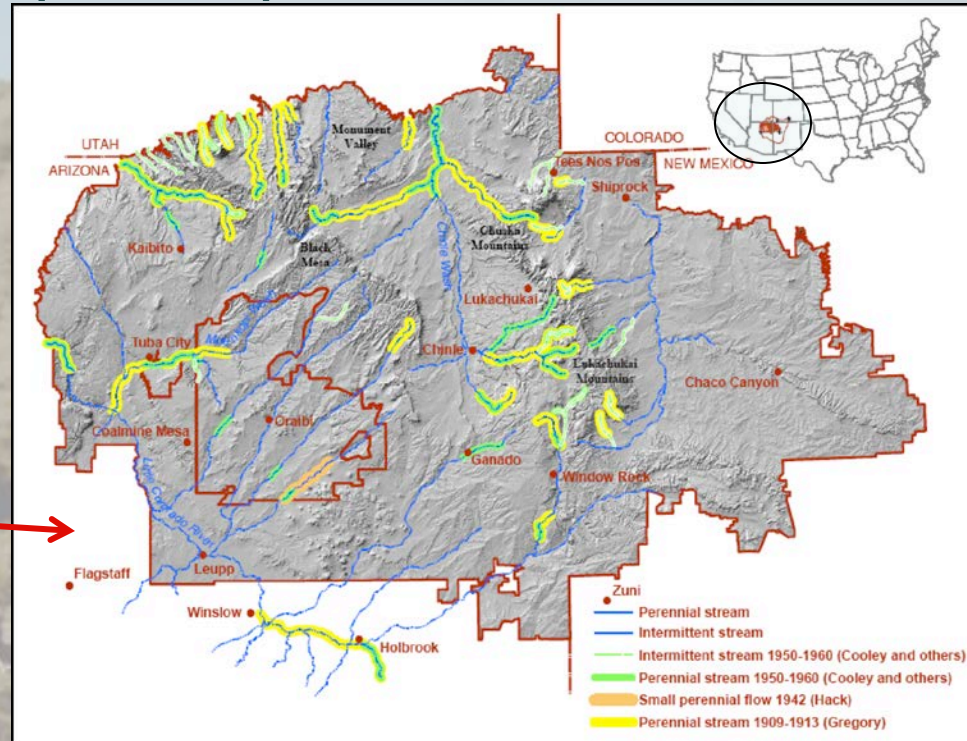 UTAH
ARIZONA
Monument
Valley
COLORADO
NEW MEXICO
Tees Nos Pos
Shiprock
Kaibito
Black
Mesa
Chinle Wash
Chuska
Mountains
Lukachukai
Tuba City
Chinle
Lukachukai
Mountains
Chaco Canyon
Oraibi
Coalmine Mesa
Ganado
Window Rock
Little Colorado River
Leupp
Flagstaff
Winslow
Holbrook
Zuni
Perennial stream
Intermittent stream
Intermittent stream 1950-1960 (Cooley and others)
Perennial stream 1950-1960 (Cooley and others)
Small perennial flow 1942 (Hack)
Perennial stream 1909-1913 (Gregory)